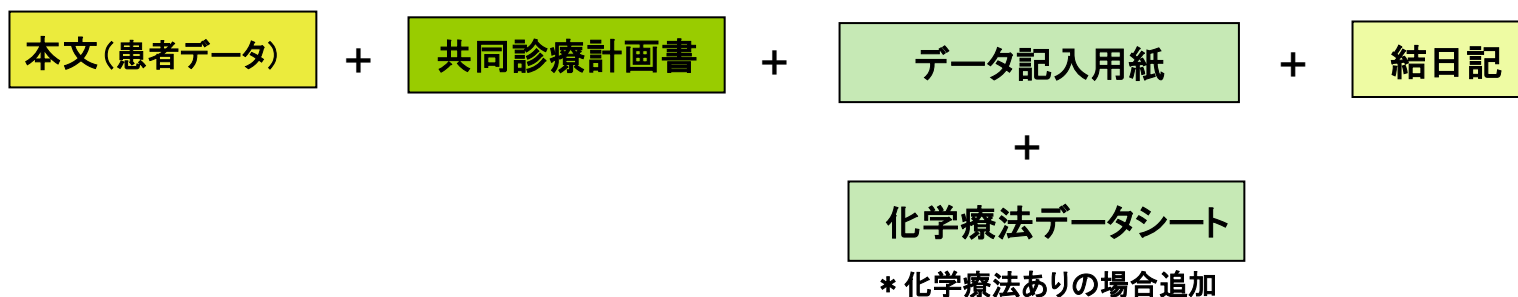 本文(患者データ) + 共同診療計画書 + データ記入用紙 + 結日記
+
化学療法データシート
*化学療法ありの場合追加